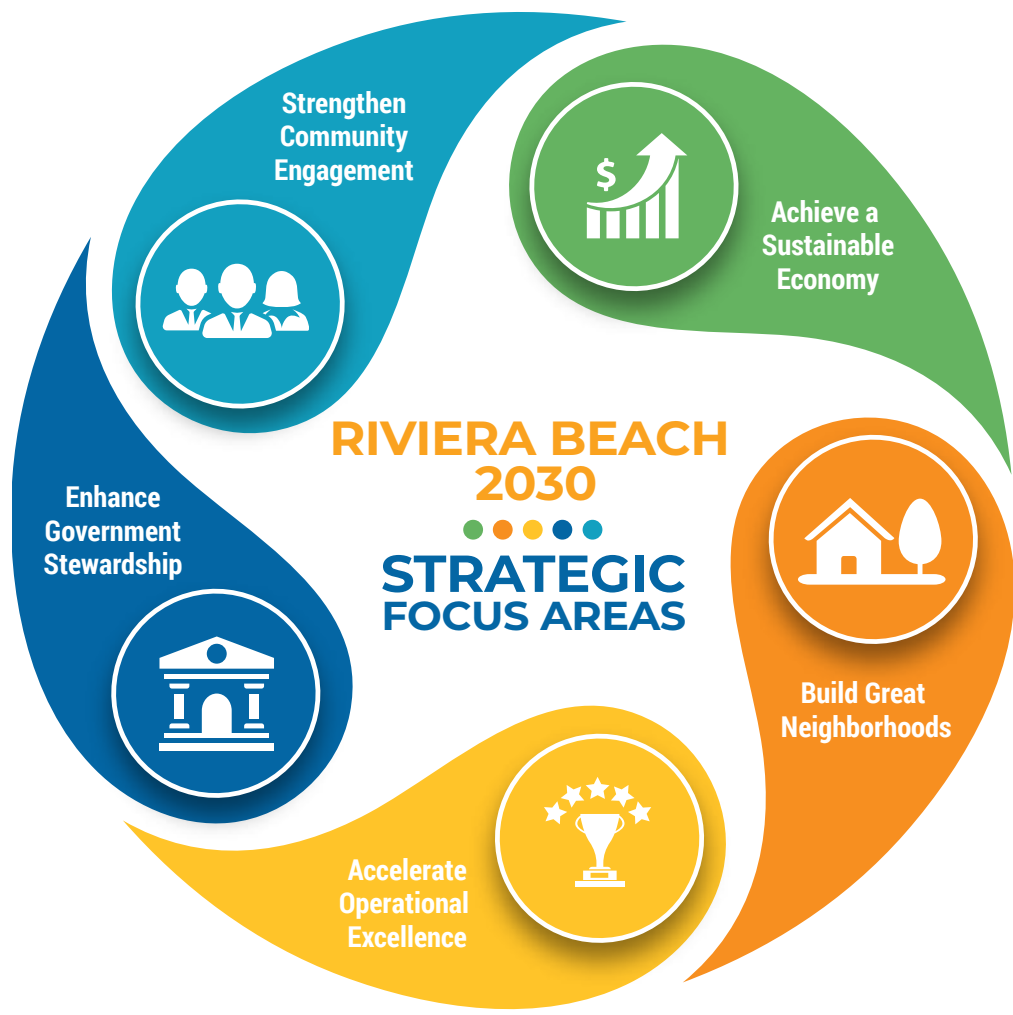 Strengthen
Community
Engagement
$
Achieve a
Sustainable
Economy
RIVIERA BEACH
2030
STRATEGIC
FOCUS AREAS
Enhance
Government
Stewardship
Build Great
Neighborhoods
Accelerate
Operational
Excellence